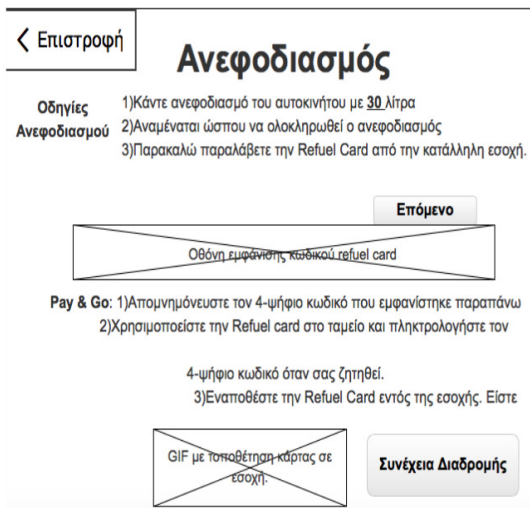 Επιστροφή
Ανεφοδιασμός
Οδηγίες
Ανεφοδιασμού
1)Κάντε ανεφοδιασμό του αυτοκινήτου με 30 λίτρα
2)Αναμέναται ώσπου να ολοκληρωθεί ο ανεφοδιασμός
3)Παρακαλώ παραλάβετε την Refuel Card από την κατάλληλη εσοχή.
Επόμενο
Οθόνη εμφάνισης κωδικού refuel card
Pay & Go: 1)Απομνημόνευστε τον 4-ψήφιο κωδικό που εμφανίστηκε παραπάνω
2)Χρησιμοποείστε την Refuel card στο ταμείο και πληκτρολογήστε τον
4-ψήφιο κωδικό όταν σας ζητηθεί.
3)Εναποθέστε την Refuel Card εντός της εσοχής. Είστε
GIF με τοποθέτηση κάρτας σε
εσοχή.
Συνέχεια Διαδρομής